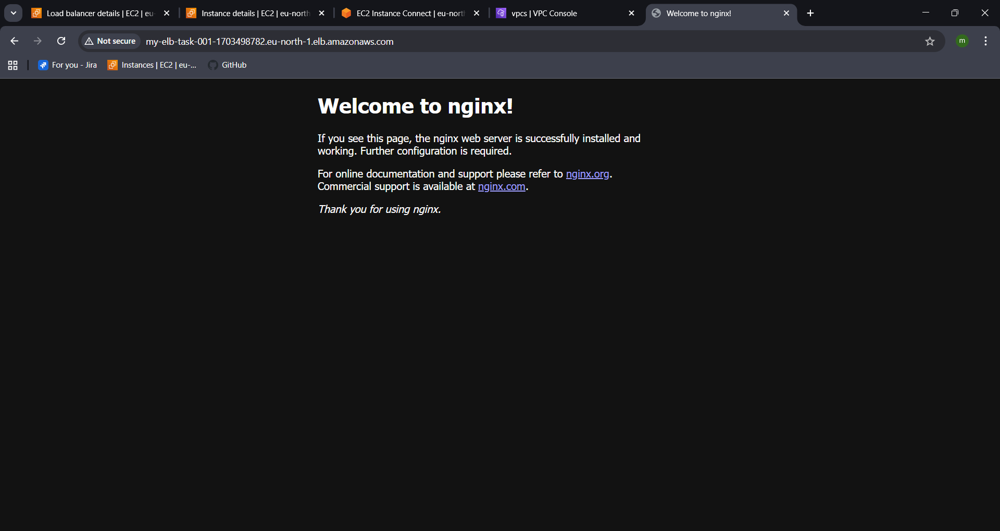 Load balancer details | EC2 | eu-
Instance details | EC2 | eu-north
EC2 Instance Connect | eu-nort
vpcs | VPC Console
Welcome to nginx!
Not secure
my-elb-task-001-1703498782.eu-north-1.elb.amazonaws.com
m
For you - Jira
Instances | EC2 | eu-...
GitHub
Welcome to nginx!
If you see this page, the nginx web server is successfully installed and
working. Further configuration is required.
For online documentation and support please refer to nginx.org.
Commercial support is available at nginx.com.
Thank you for using nginx.